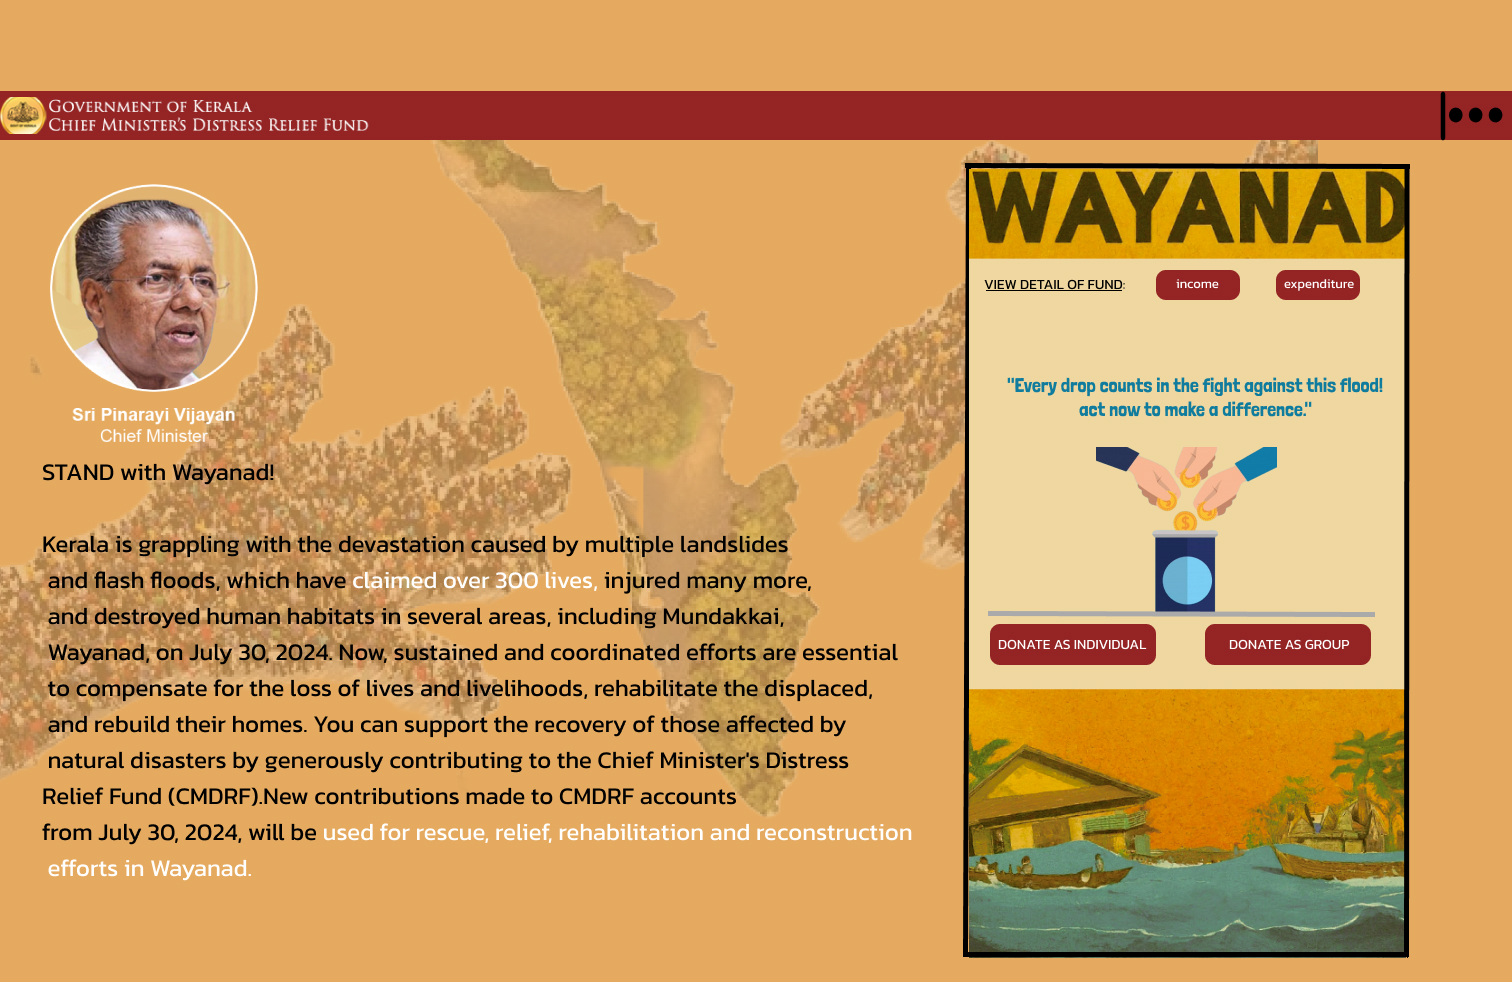 GOVERNMENT OF KERALA
CHIEF MINISTER'S DISTRESS RELIEF FUND
Sri Pinarayi Vijayan
Chief Minister
STAND with Wayanad!
Kerala is grappling with the devastation caused by multiple landslides
and flash floods, which have claimed over 300 lives, injured many more,
and destroyed human habitats in several areas, including Mundakkai,
Wayanad, on July 30, 2024. Now, sustained and coordinated efforts are essential
to compensate for the loss of lives and livelihoods, rehabilitate the displaced,
and rebuild their homes. You can support the recovery of those affected by
natural disasters by generously contributing to the Chief Minister's Distress
Relief Fund (CMDRF).New contributions made to CMDRF accounts
from July 30, 2024, will be used for rescue, relief, rehabilitation and reconstruction
efforts in Wayanad.
WAYANAD
VIEW DETAIL OF FUND:
income
expenditure
"Every drop counts in the fight against this flood!
act now to make a difference."
$
DONATE AS INDIVIDUAL
DONATE AS GROUP